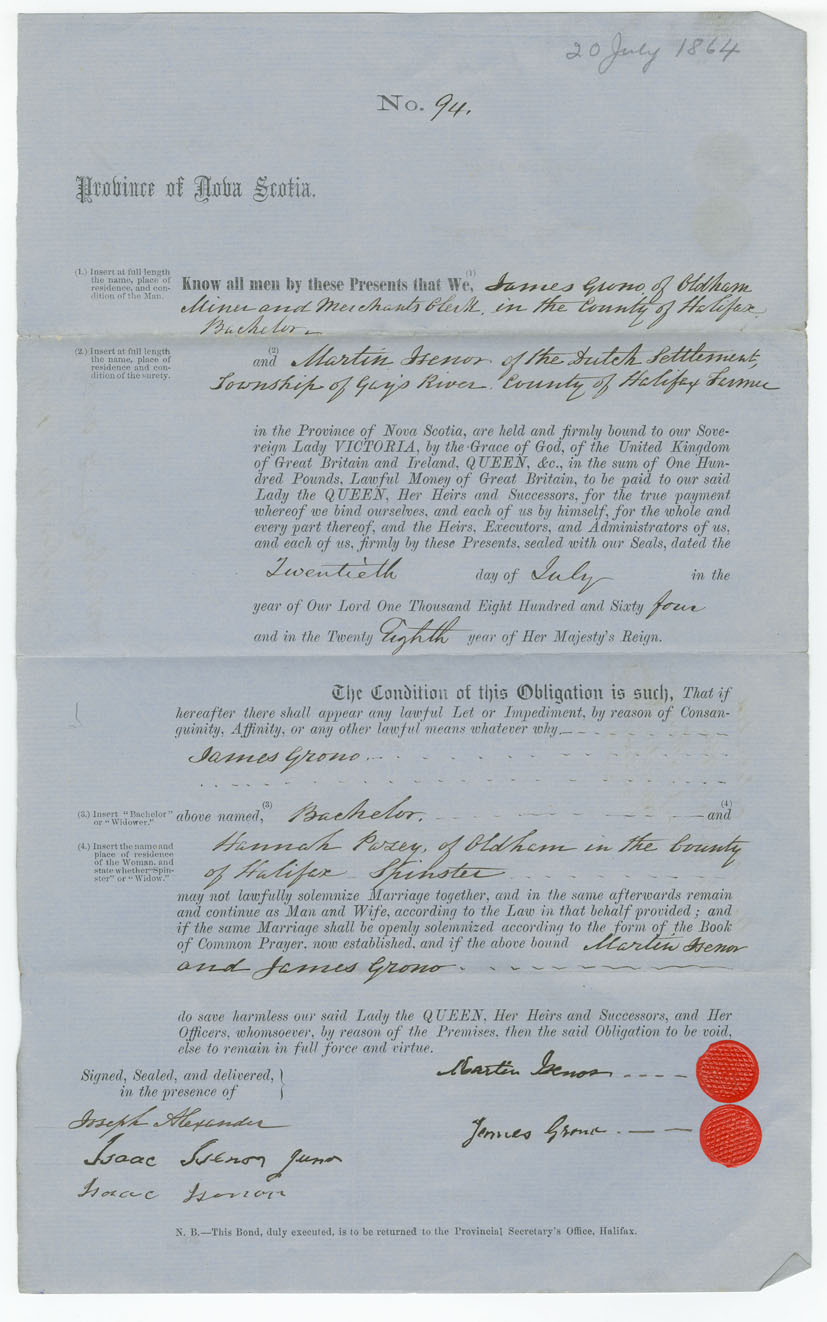 20 July 1864
No. 94.
Province of Nova Scotia.
(1.) Insert at full length
the name, place of
residence, and con-
dition of the Man.
Know all men by these Presents that We, (1) James Grono, of Oldham
Miner and Merchants Clerk, in the County of Halifax,
Bachelor
(2.) Insert at full length
the name, place of
residence and con-
dition of the surety.
(2)
and Martin Isenor of the Dutch Settlement,
Township of Gay's River. County of Halifax Farmer
in the Province of Nova Scotia, are held and firmly bound to our Sove-
reign Lady VICTORIA, by the Grace of God, of the United Kingdom
of Great Britain and Ireland, QUEEN, &c., in the sum of One Hun-
dred Pounds, Lawful Money of Great Britain, to be paid to our said
Lady the QUEEN, Her Heirs and Successors, for the true payment
whereof we bind ourselves, and each of us by himself, for the whole and
every part thereof, and the Heirs, Executors, and Administrators of us,
and each of us, firmly by these Presents, sealed with our Seals, dated the
Twentieth day of July in the
year of Our Lord One Thousand Eight Hundred and Sixty four
and in the Twenty Eighth year of Her Majesty's Reign.
The Condition of this Obligation is such, That if
hereafter there shall appear any lawful Let or Impediment, by reason of Consan-
guinity, Affinity, or any other lawful means whatever why
James Grono
(3.) Insert "Bachelor"
or "Widower."
above named, (3) Bachelor. (4) and
(4.) Insert the name and
place of residence
of the Woman, and
state whether "Spin-
ster" or "Widow."
Hannah Pozey, of Oldham in the County
of Halifax Spinster
may not lawfully solemnize Marriage together, and in the same afterwards remain
and continue as Man and Wife, according to the Law in that behalf provided; and
if the same Marriage shall be openly solemnized according to the form of the Book
of Common Prayer, now established, and if the above bound Martin Isenor
and James Grono
do save harmless our said Lady the QUEEN, Her Heirs and Successors, and Her
Officers, whomsoever, by reason of the Premises, then the said Obligation to be void,
else to remain in full force and virtue.
Signed, Sealed, and delivered,
in the presence of
Martin Isenor
Joseph Alexander
James Grono
Isaac Isenor Junr
Isaac Isenor
N. B.—This Bond, duly executed, is to be returned to the Provincial Secretary's Office, Halifax.